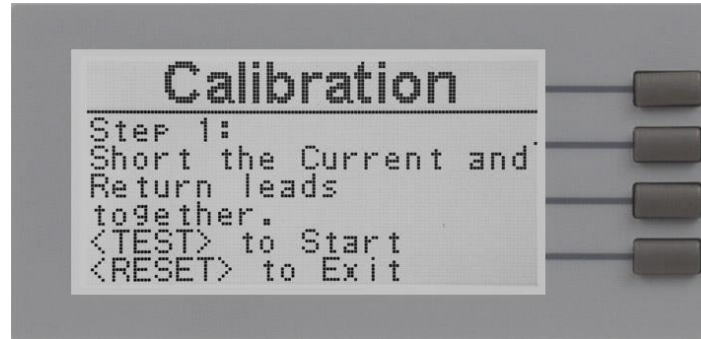 Calibration
Step 1:
Short the Current and
Return leads
together.
<TEST> to Start
<RESET> to Exit